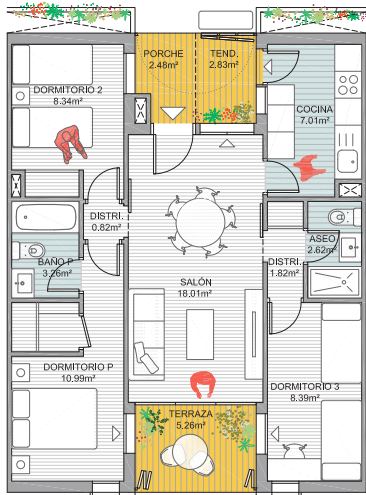 PORCHE
2.48m²
TEND.
2.83m²
DORMITORIO 2
8.34m²
COCINA
7.01m²
DISTRI.
0.82m²
BAÑO P
3.26m²
ASEO
2.62m²
DISTRI.
1.82m²
SALÓN
18.01m²
DORMITORIO P
10,99m²
DORMITORIO 3
8.39m²
TERRAZA
5.26m²